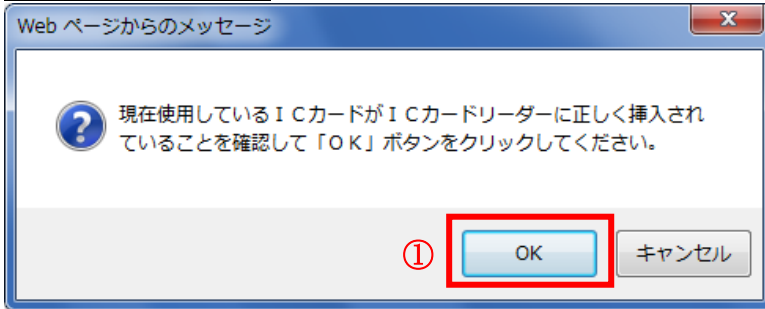 Web ページからのメッセージ
現在使用しているＩＣカードがＩＣカードリーダーに正しく挿入され
ていることを確認して「ＯＫ」ボタンをクリックしてください。
① OK キャンセル